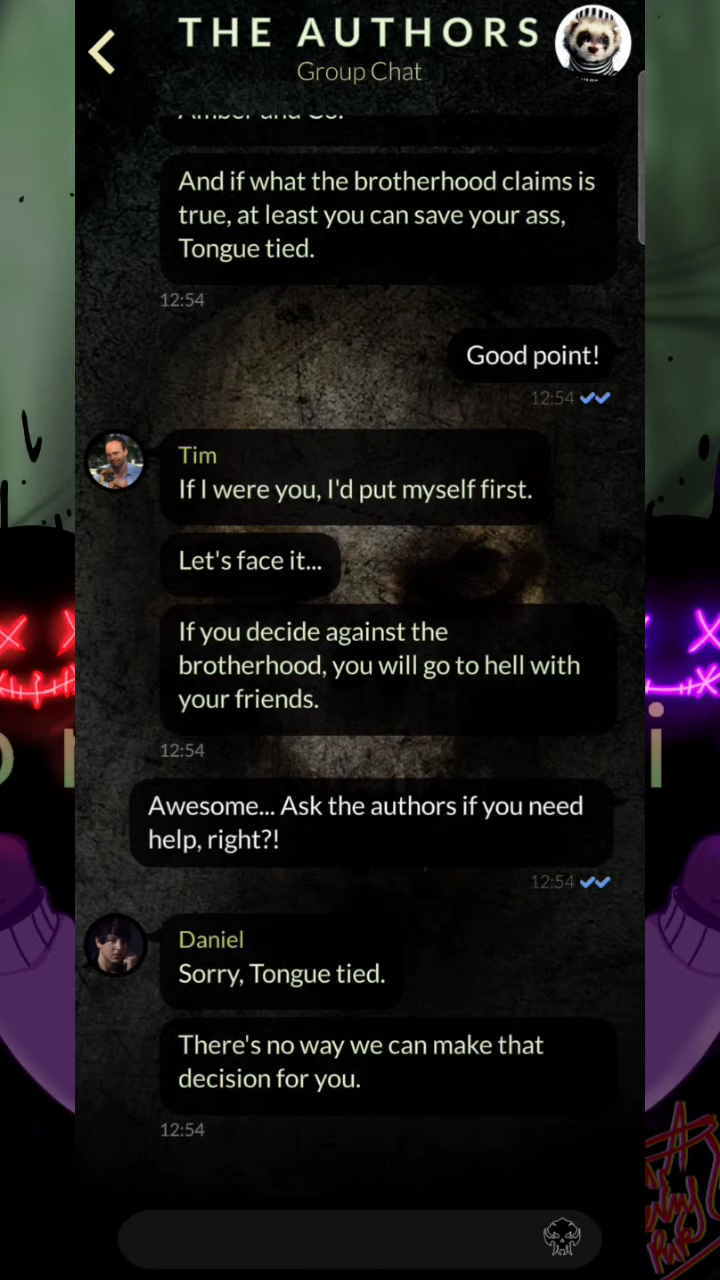 THE AUTHORS
Group Chat
Amber and Co.
And if what the brotherhood claims is
true, at least you can save your ass,
Tongue tied.
12:54
Good point!
12:54
Tim
If I were you, I'd put myself first.
Let's face it...
If you decide against the
brotherhood, you will go to hell with
your friends.
12:54
Awesome... Ask the authors if you need
help, right?!
12:54
Daniel
Sorry, Tongue tied.
There's no way we can make that
decision for you.
12:54